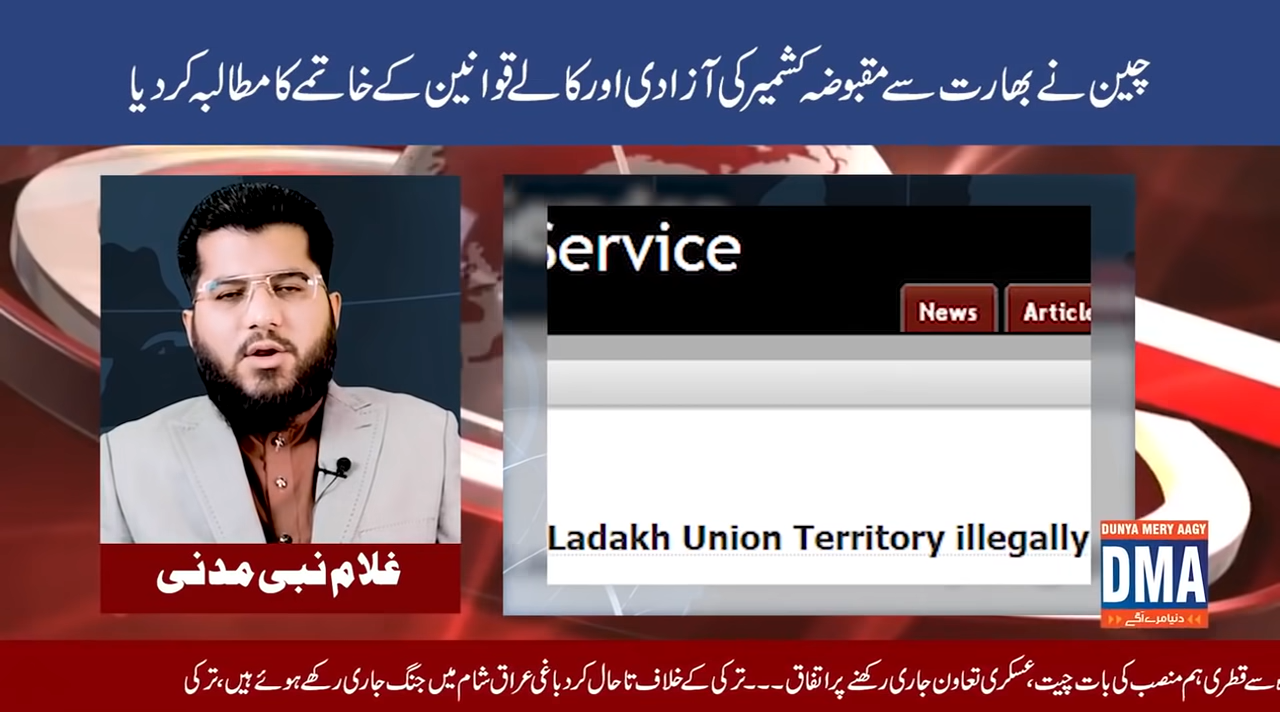 چین نے بھارت سے مقبوضہ کشمیر کی آزادی اور کالے قوانین کے خاتمے کا مطالبہ کر دیا
Service
News
Article
Ladakh Union Territory illegally
غلام نبی مدنی
DUNYA MERY AAGY
DMA
دنیا مرے آگے
سے قطری ہم منصب کی بات چیت، عسکری تعاون جاری رکھنے پر اتفاق۔۔۔ترکی کے خلاف تاحال کرد باغی عراق شام میں جنگ جاری رکھے ہوئے ہیں، ترکی